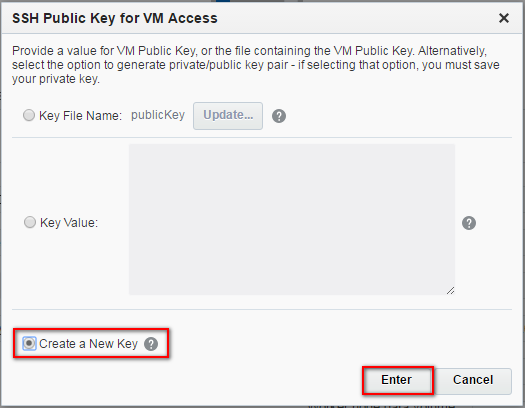 SSH Public Key for VM Access
Provide a value for VM Public Key, or the file containing the VM Public Key. Alternatively,
select the option to generate private/public key pair - if selecting that option, you must save
your private key.
Key File Name: publicKey Update...
Key Value:
Create a New Key
Enter Cancel